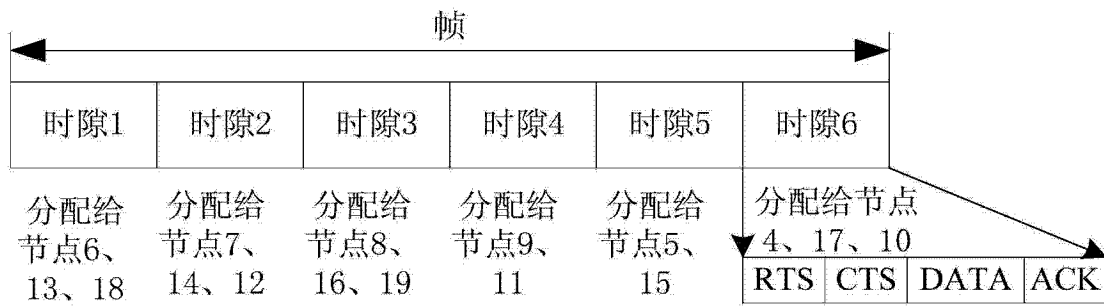 帧
时隙1 时隙2 时隙3 时隙4 时隙5 时隙6
分配给 分配给 分配给 分配给 分配给 分配给节点
节点6、 节点7、 节点8、 节点9、 节点5、 4、17、10
13、18 14、12 16、19 11 15
RTS CTS DATA ACK